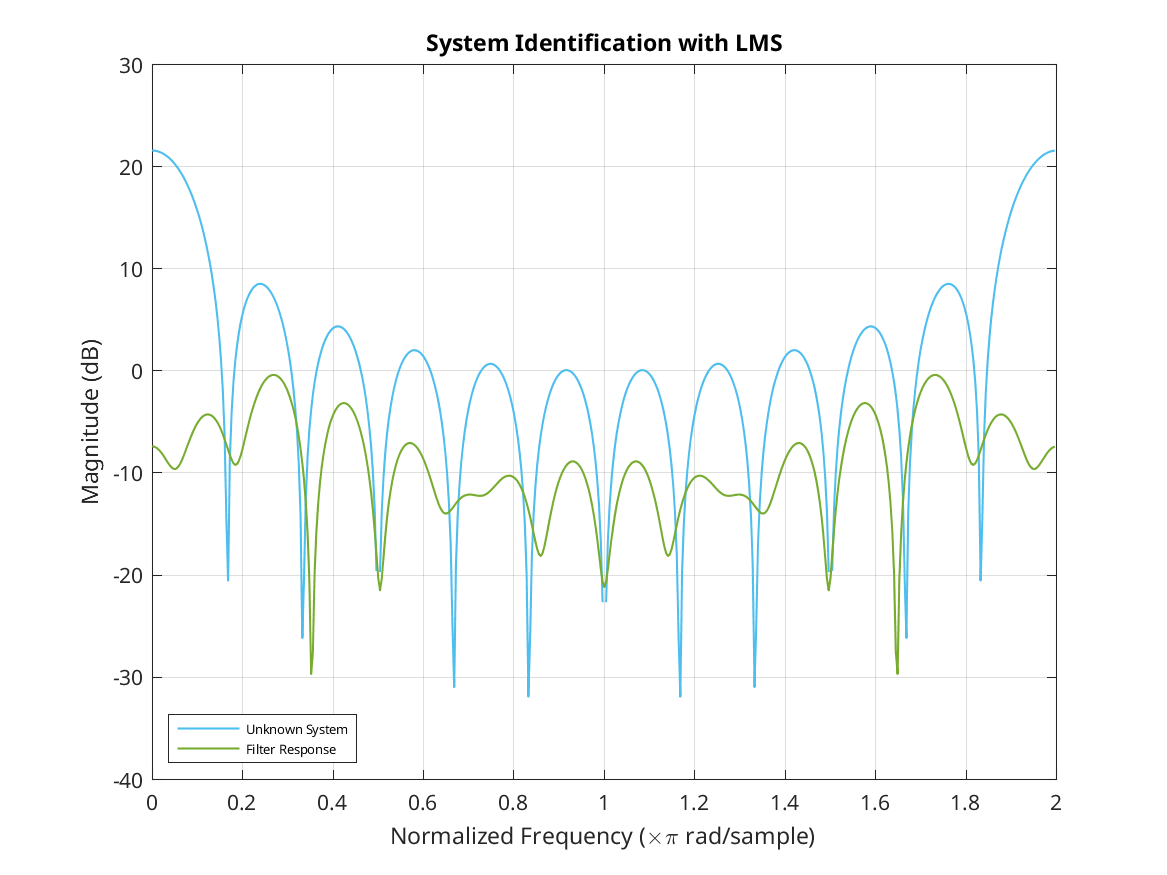 System Identification with LMS
30
20
10
0
-10
-20
-30
-40
Magnitude (dB)
Unknown System
Filter Response
0 0.2 0.4 0.6 0.8 1 1.2 1.4 1.6 1.8 2
Normalized Frequency (×π rad/sample)